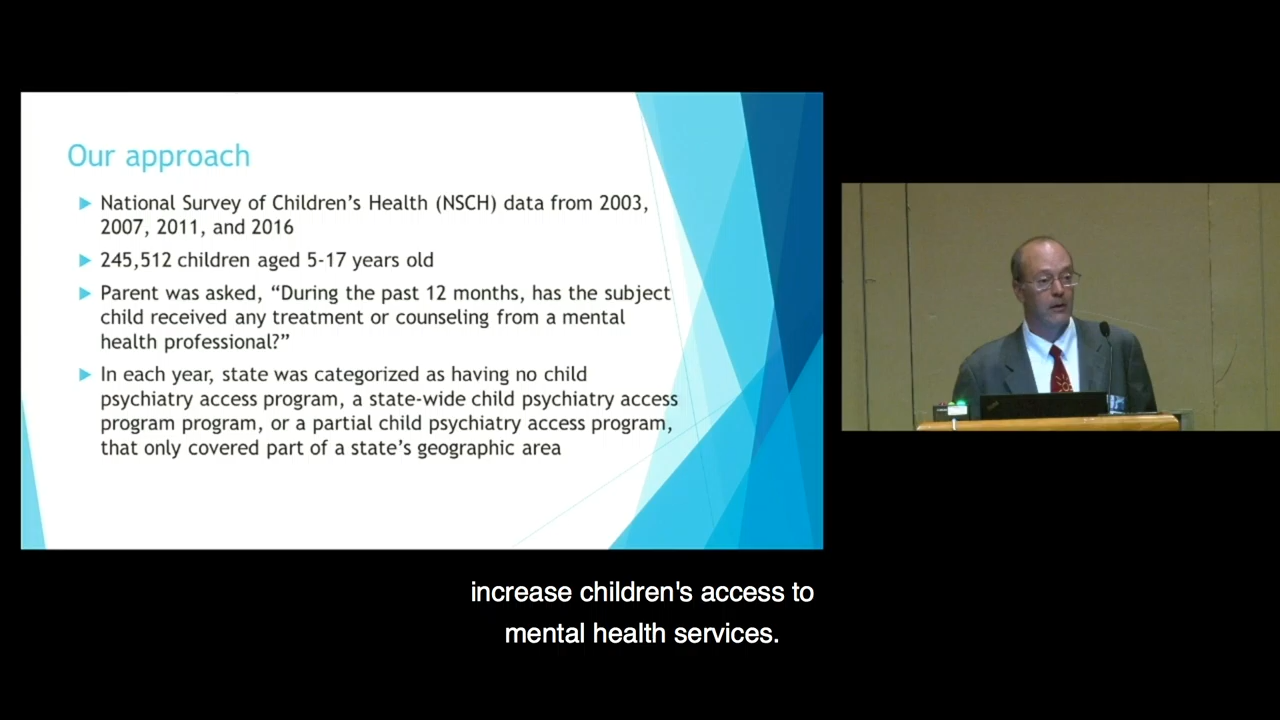 Our approach
National Survey of Children's Health (NSCH) data from 2003,
2007, 2011, and 2016
245,512 children aged 5-17 years old
Parent was asked, “During the past 12 months, has the subject
child received any treatment or counseling from a mental
health professional?”
In each year, state was categorized as having no child
psychiatry access program, a state-wide child psychiatry access
program program, or a partial child psychiatry access program,
that only covered part of a state’s geographic area
increase children's access to
mental health services.